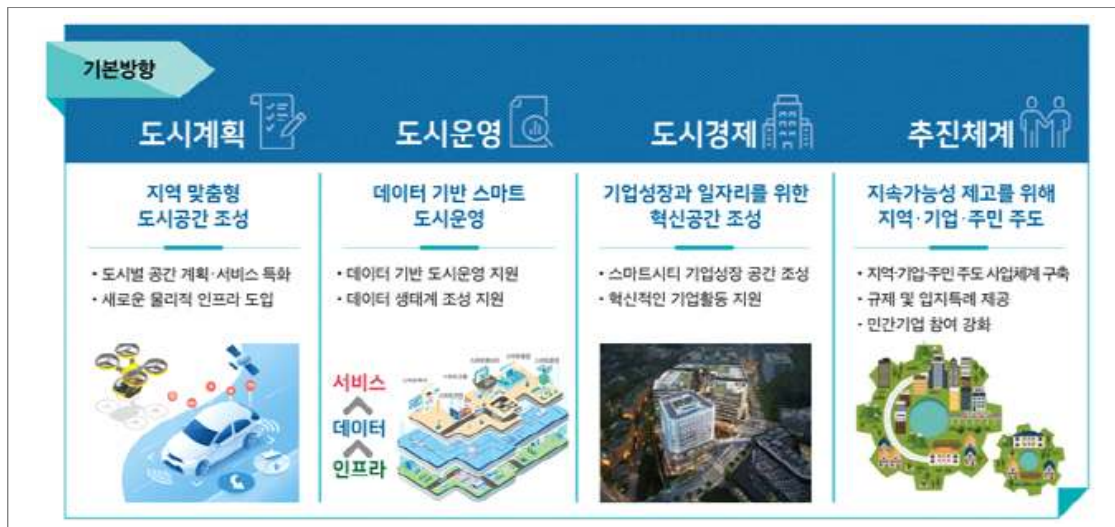 기본방향
도시계획
도시운영
도시경제
추진체계
지역 맞춤형
도시공간 조성
• 도시별 공간 계획·서비스 특화
• 새로운 물리적 인프라 도입
데이터 기반 스마트
도시운영
• 데이터 기반 도시운영 지원
• 데이터 생태계 조성 지원
서비스
데이터
인프라
기업성장과 일자리를 위한
혁신공간 조성
• 스마트시티 기업성장 공간 조성
• 혁신적인 기업활동 지원
지속가능성 제고를 위해
지역·기업·주민 주도
• 지역·기업·주민 주도 사업체계 구축
• 규제 및 입지특례 제공
• 민간기업 참여 강화